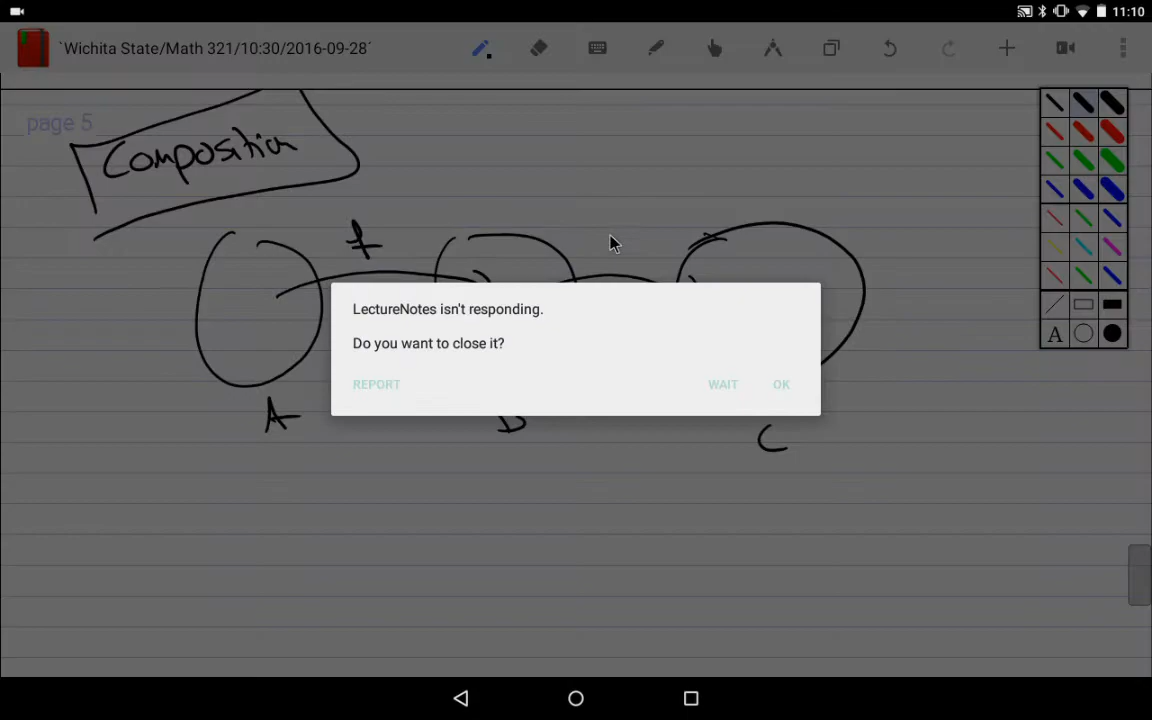 11:10
`Wichita State/Math 321/10:30/2016-09-28´
page 5
Composition
f
LectureNotes isn't responding.
Do you want to close it?
REPORT WAIT OK
A
B
C
A